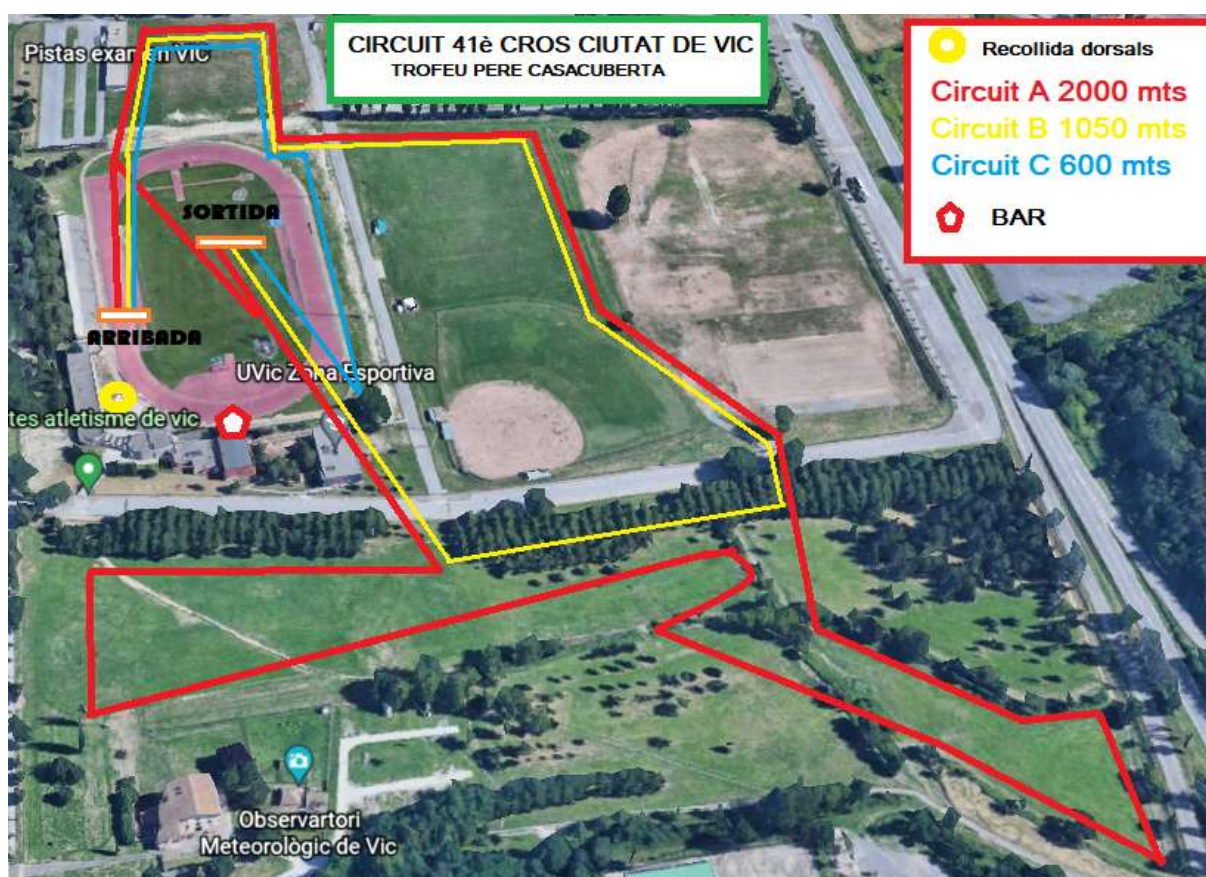 Pistas examen VIC
CIRCUIT 41è CROS CIUTAT DE VIC
TROFEU PERE CASACUBERTA
Recollida dorsals
Circuit A 2000 mts
Circuit B 1050 mts
Circuit C 600 mts
BAR
SORTIDA
ARRIBADA
UVic Zona Esportiva
tes atletisme de vic
Observartori
Meteorològic de Vic